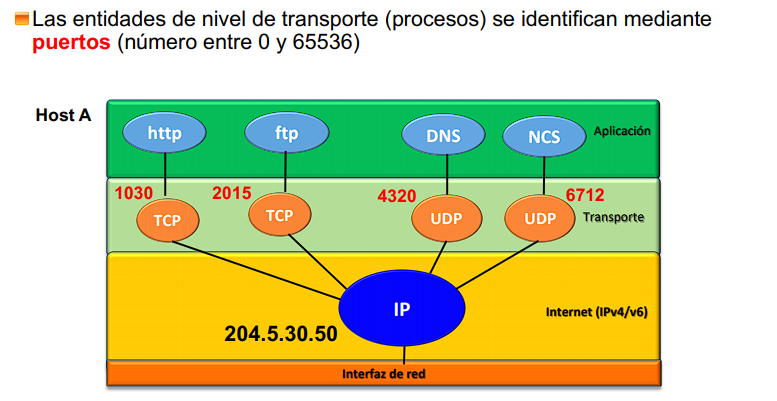 Las entidades de nivel de transporte (procesos) se identifican mediante
puertos (número entre 0 y 65536)
Host A
http
ftp
DNS
NCS
Aplicación
1030
2015
4320
6712
TCP
TCP
UDP
UDP
Transporte
IP
Internet (IPv4/v6)
204.5.30.50
Interfaz de red